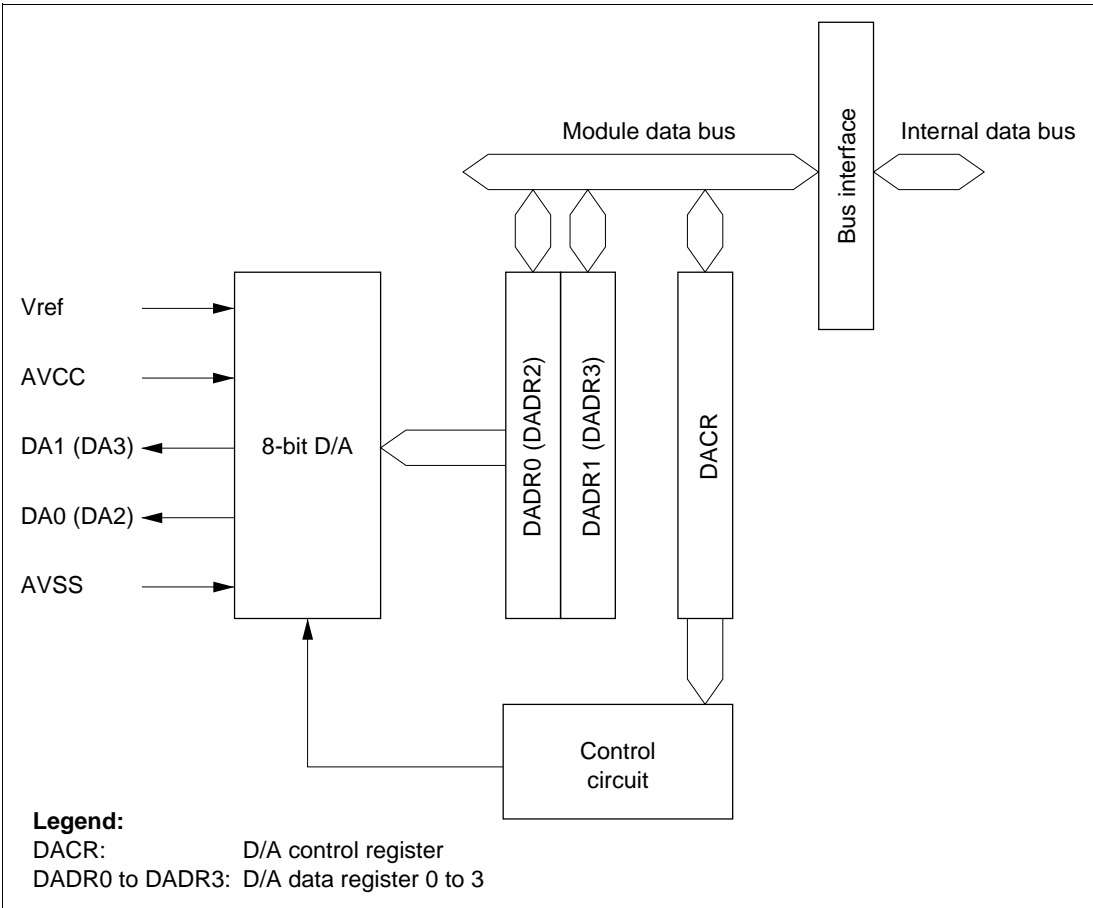 Module data bus
Internal data bus
Bus interface
Vref
AVCC
DA1 (DA3)
DA0 (DA2)
AVSS
8-bit D/A
DADR0 (DADR2)
DADR1 (DADR3)
DACR
Control
circuit
Legend:
DACR: D/A control register
DADR0 to DADR3: D/A data register 0 to 3